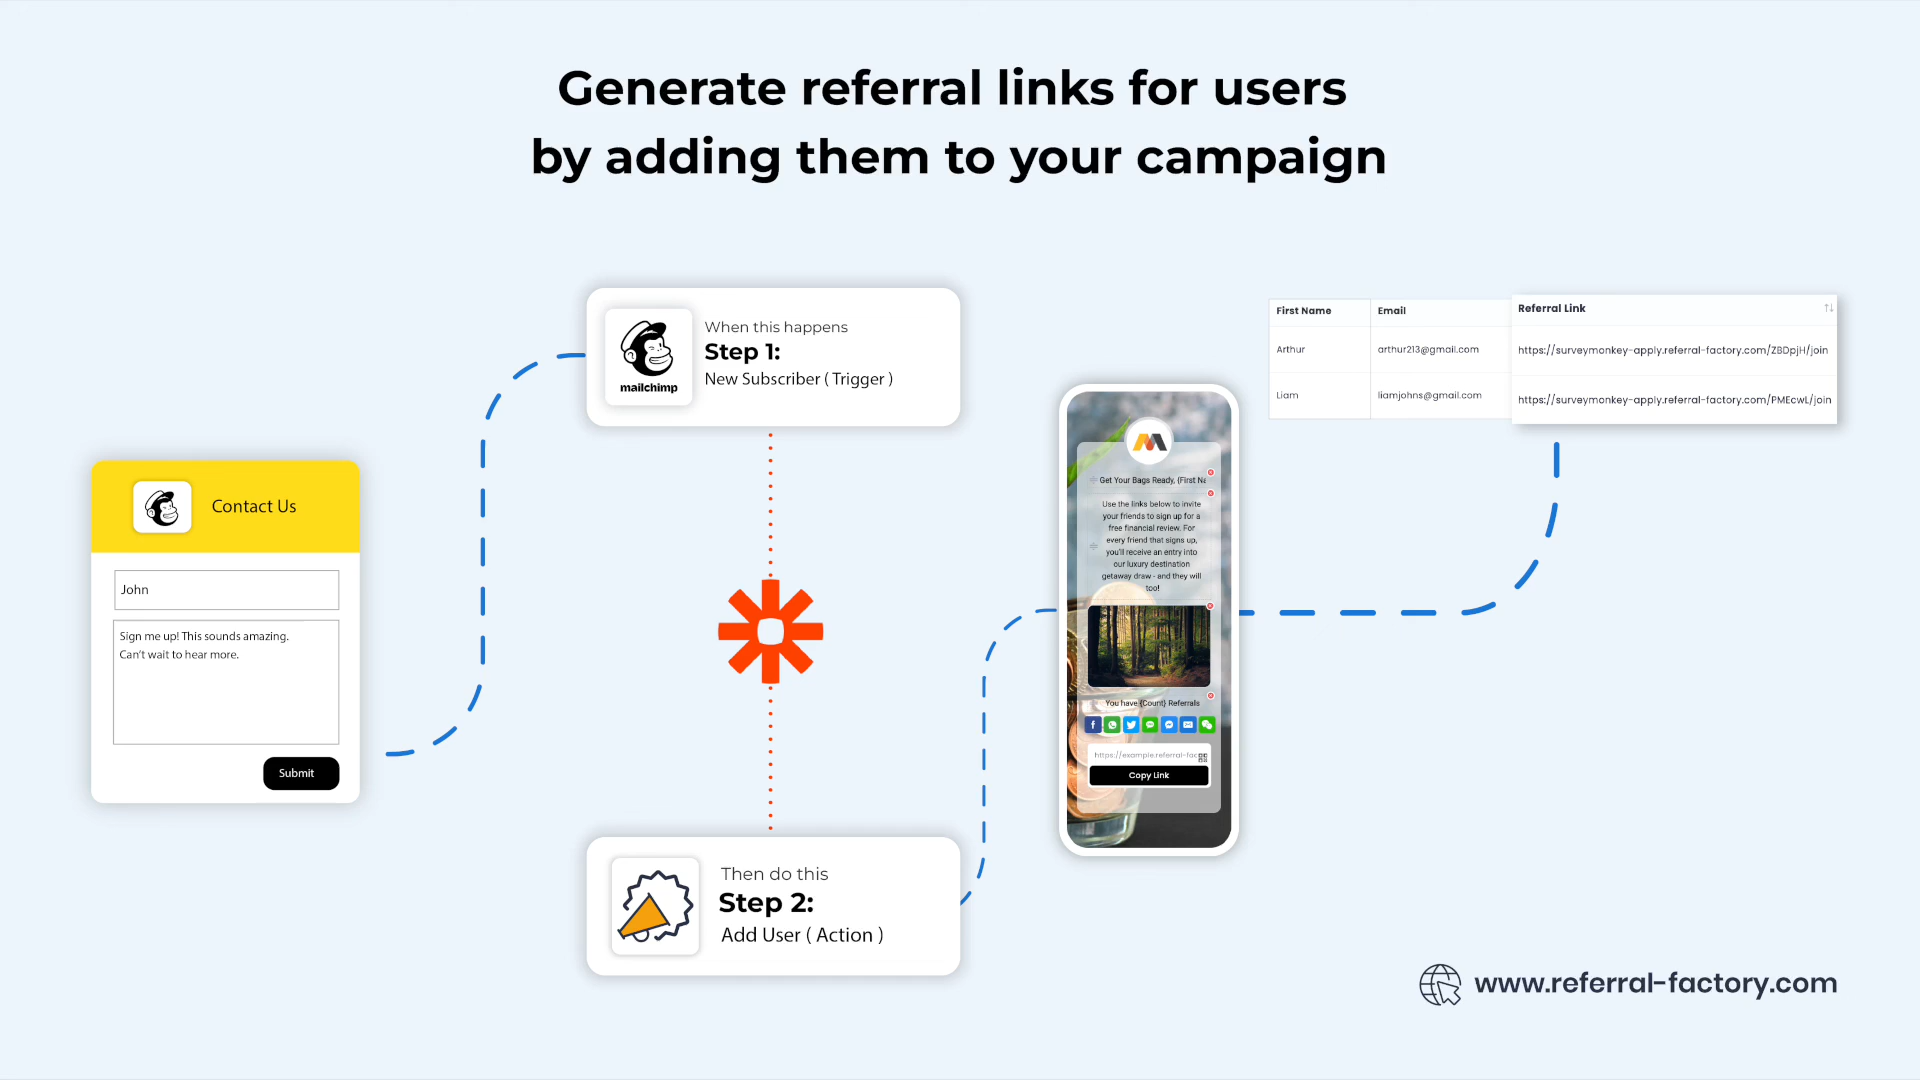 Generate referral links for users
by adding them to your campaign
Contact Us
John
Sign me up! This sounds amazing.
Can't wait to hear more.
Submit
mailchimp
When this happens
Step 1:
New Subscriber ( Trigger )
Then do this
Step 2:
Add User ( Action )
Get Your Bags Ready, {First Na
Use the links below to invite
your friends to sign up for a
free financial review. For
every friend that signs up,
you'll receive an entry into
our luxury destination
getaway draw - and they will
too!
You have {Count} Referrals
https://example.referral-fac
Copy Link
First Name Email Referral Link
Arthur arthur213@gmail.com https://surveymonkey-apply.referral-factory.com/ZBDpjH/join
Liam liamjohns@gmail.com https://surveymonkey-apply.referral-factory.com/PMEcwL/join
www.referral-factory.com